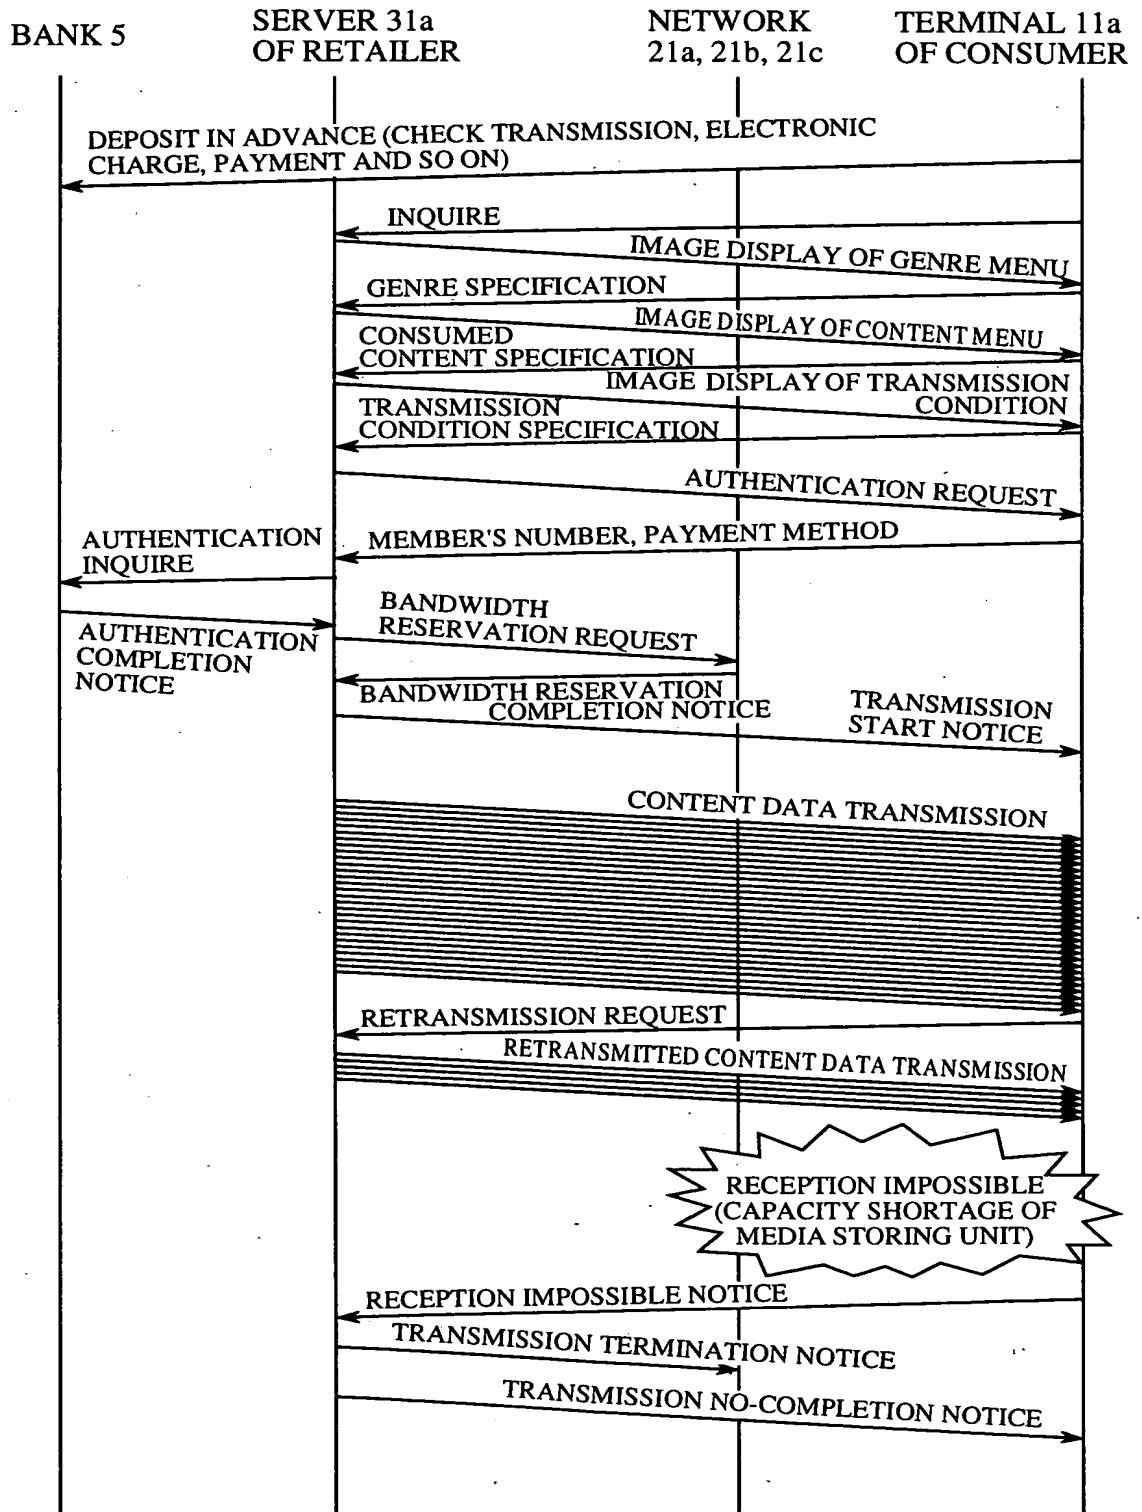 BANK 5
SERVER 31a
OF RETAILER
NETWORK
21a, 21b, 21c
TERMINAL 11a
OF CONSUMER
DEPOSIT IN ADVANCE (CHECK TRANSMISSION, ELECTRONIC
CHARGE, PAYMENT AND SO ON)
INQUIRE
IMAGE DISPLAY OF GENRE MENU
GENRE SPECIFICATION
IMAGE DISPLAY OF CONTENT MENU
CONSUMED
CONTENT SPECIFICATION
IMAGE DISPLAY OF TRANSMISSION
CONDITION
TRANSMISSION
CONDITION SPECIFICATION
AUTHENTICATION REQUEST
MEMBER'S NUMBER, PAYMENT METHOD
AUTHENTICATION
INQUIRE
AUTHENTICATION
COMPLETION
NOTICE
BANDWIDTH
RESERVATION REQUEST
BANDWIDTH RESERVATION
COMPLETION NOTICE
TRANSMISSION
START NOTICE
CONTENT DATA TRANSMISSION
RETRANSMISSION REQUEST
RETRANSMITTED CONTENT DATA TRANSMISSION
RECEPTION IMPOSSIBLE
(CAPACITY SHORTAGE OF
MEDIA STORING UNIT)
RECEPTION IMPOSSIBLE NOTICE
TRANSMISSION TERMINATION NOTICE
TRANSMISSION NO-COMPLETION NOTICE